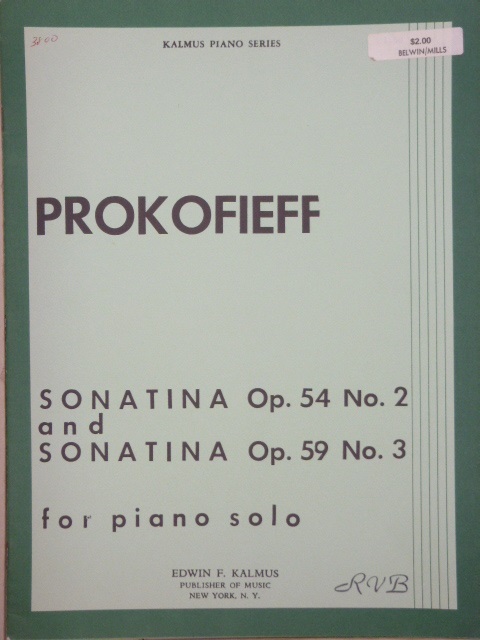 38.00
KALMUS PIANO SERIES
$2.00
BELWIN/MILLS
PROKOFIEFF
SONATINA Op. 54 No. 2
and
SONATINA Op. 59 No. 3
for piano solo
EDWIN F. KALMUS
PUBLISHER OF MUSIC
NEW YORK, N. Y.
RVB